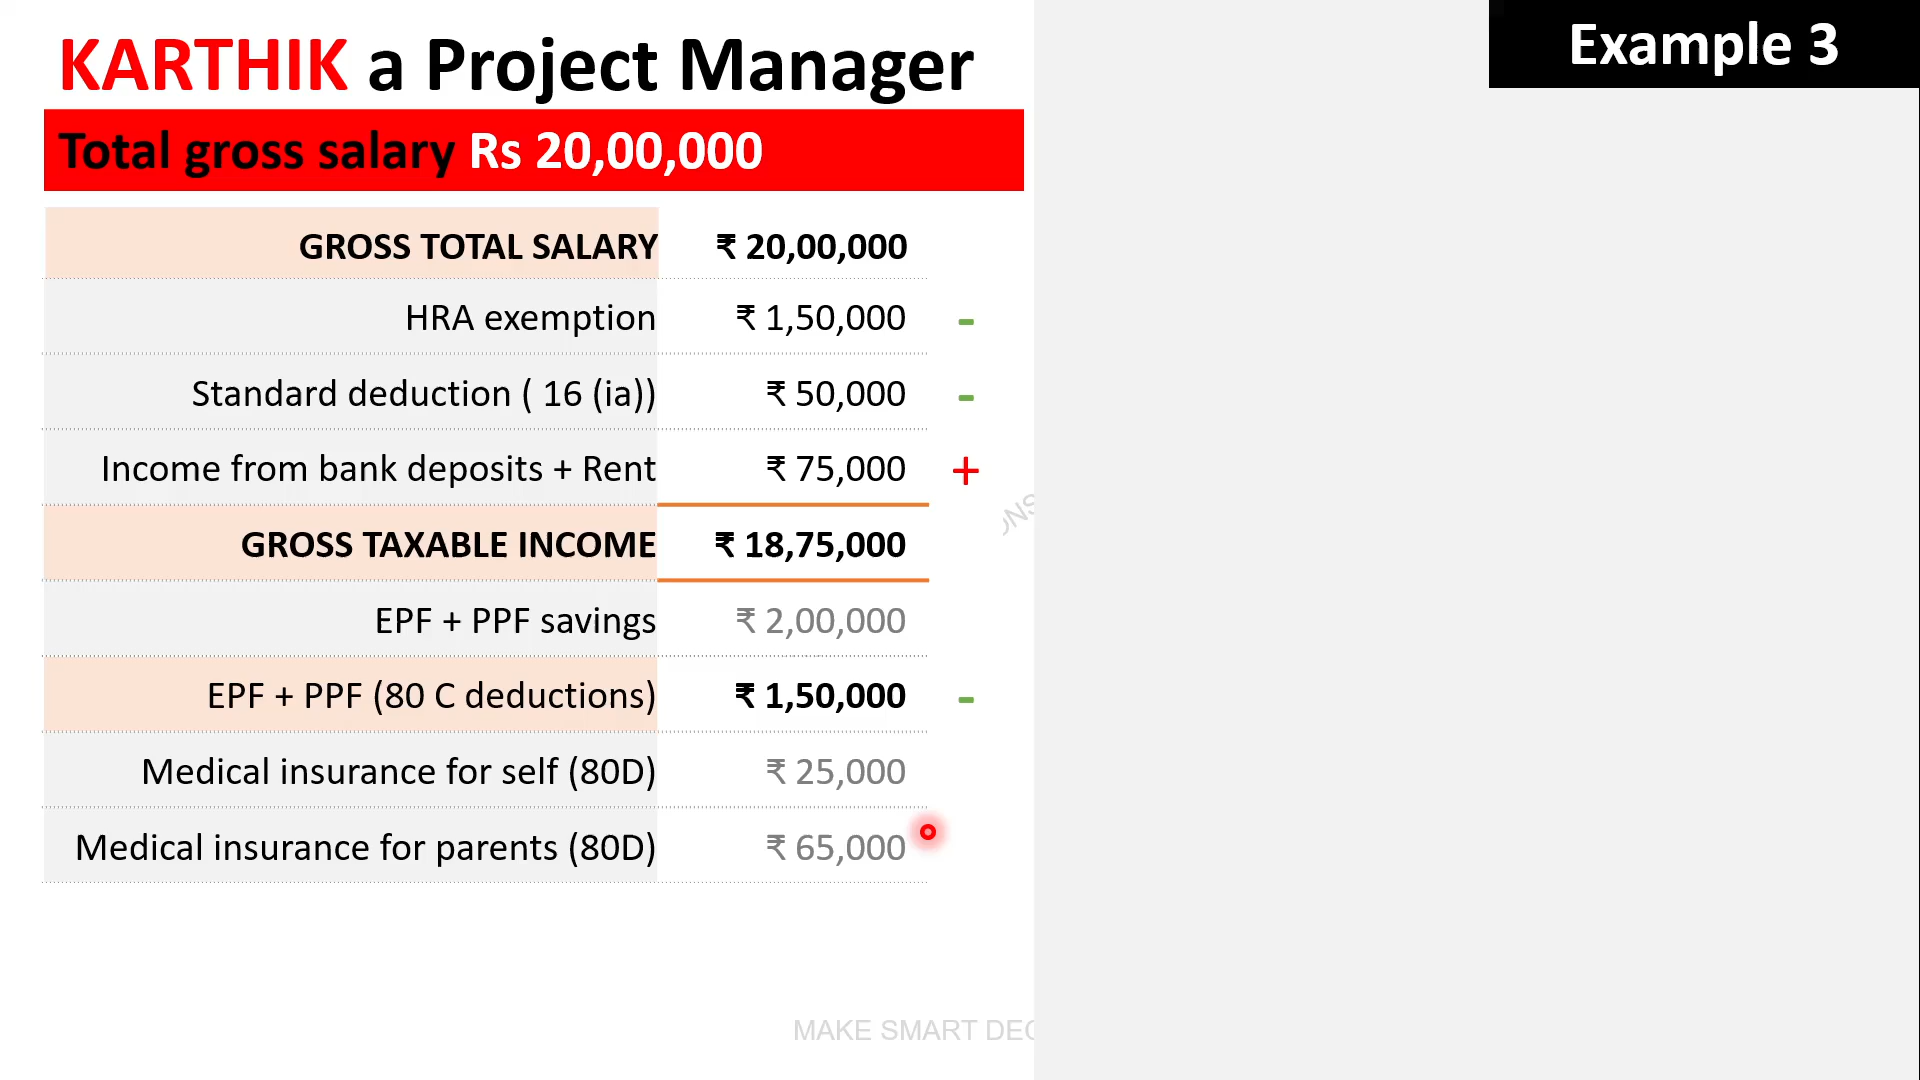 KARTHIK a Project Manager
Example 3
Total gross salary Rs 20,00,000
GROSS TOTAL SALARY ₹ 20,00,000
HRA exemption ₹ 1,50,000 -
Standard deduction ( 16 (ia)) ₹ 50,000 -
Income from bank deposits + Rent ₹ 75,000 +
GROSS TAXABLE INCOME ₹ 18,75,000
EPF + PPF savings ₹ 2,00,000
EPF + PPF (80 C deductions) ₹ 1,50,000 -
Medical insurance for self (80D) ₹ 25,000
Medical insurance for parents (80D) ₹ 65,000
MAKE SMART